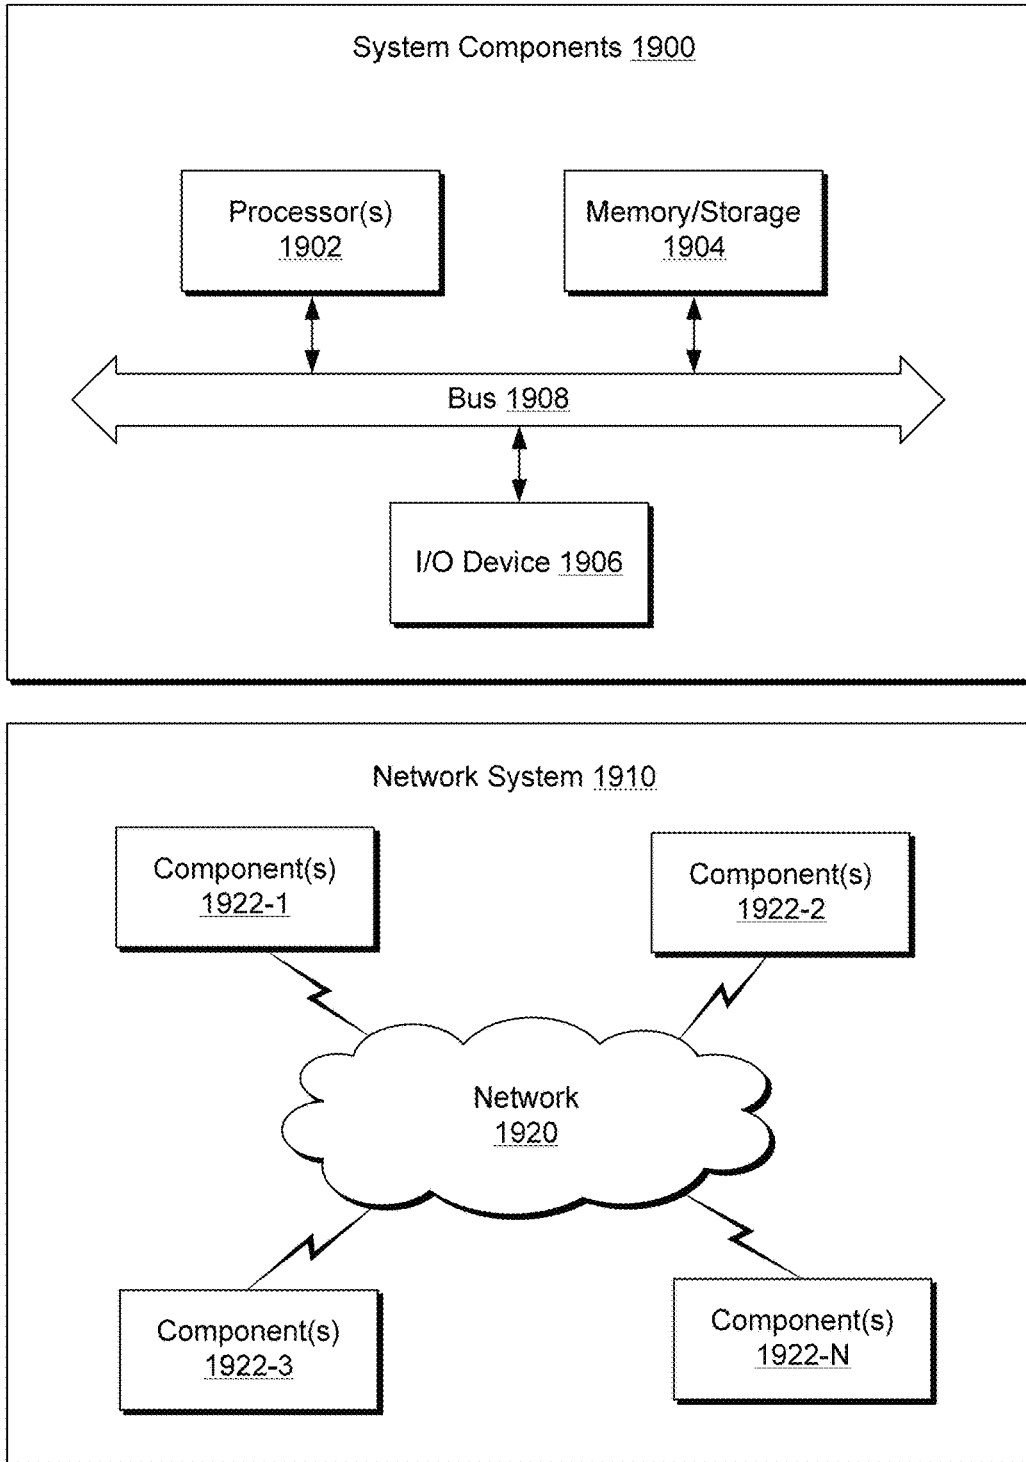 System Components 1900
Processor(s)
1902
Memory/Storage
1904
Bus 1908
I/O Device 1906
Network System 1910
Component(s)
1922-1
Component(s)
1922-2
Network
1920
Component(s)
1922-3
Component(s)
1922-N